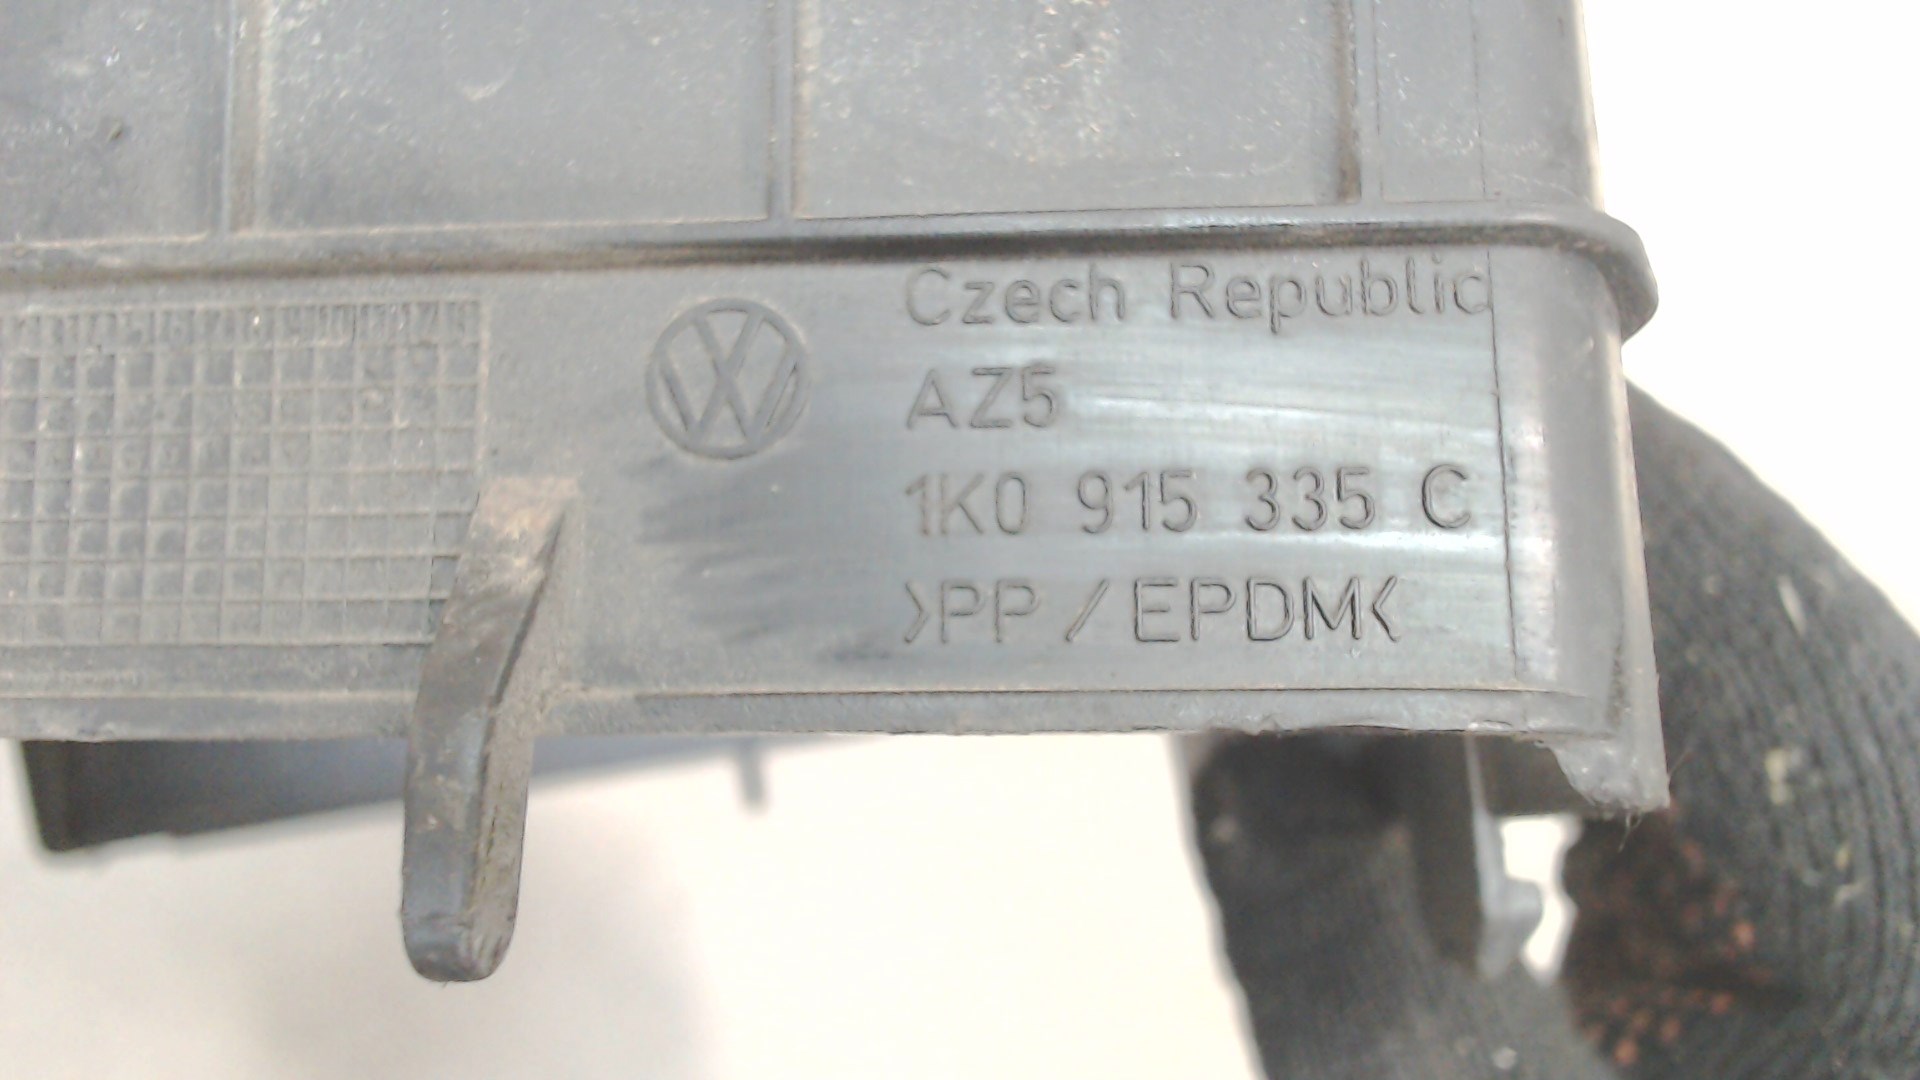 Czech Republic
AZ5
1K0 915 335 C
>PP/EPDM<